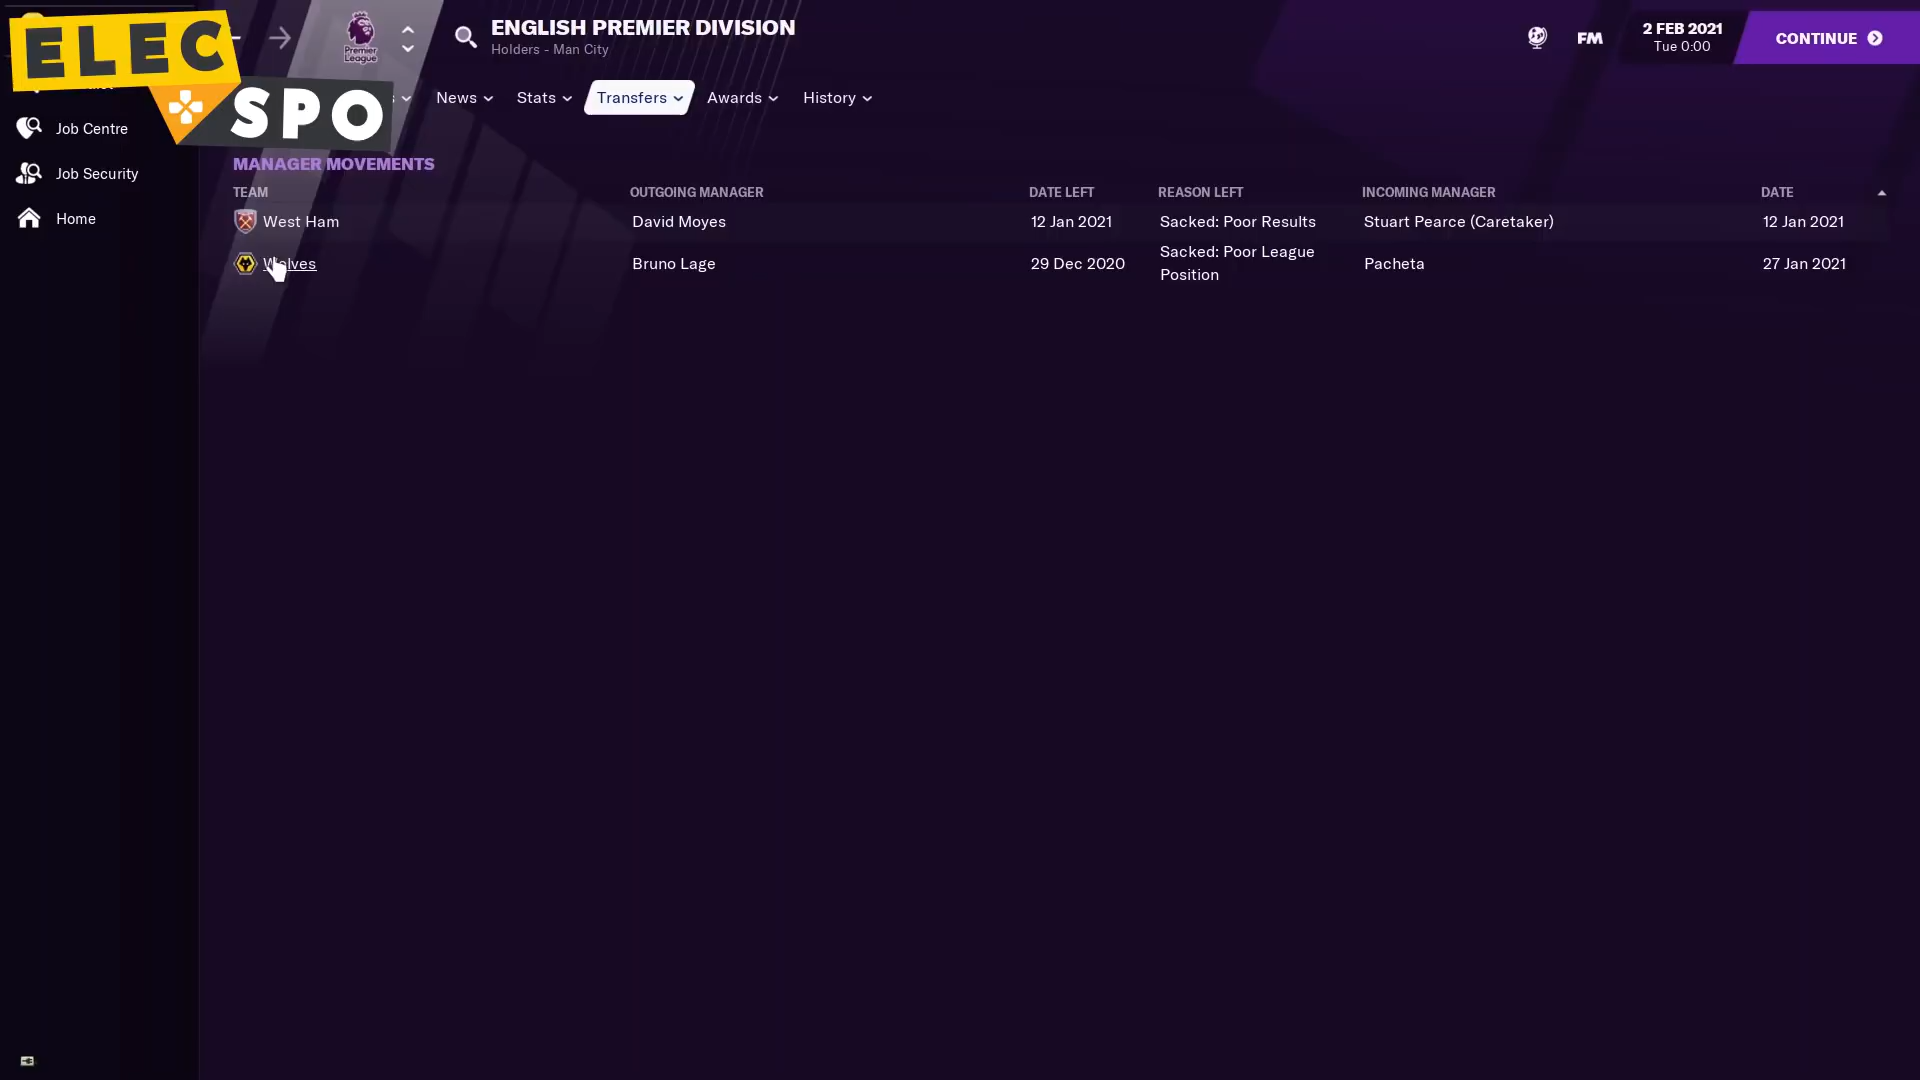 ELEC
SPO
Premier
League
ENGLISH PREMIER DIVISION
Holders - Man City
FM
2 FEB 2021
Tue 0:00
CONTINUE
News
Stats
Transfers
Awards
History
Job Centre
Job Security
Home
MANAGER MOVEMENTS
TEAM OUTGOING MANAGER DATE LEFT REASON LEFT INCOMING MANAGER DATE
West Ham David Moyes 12 Jan 2021 Sacked: Poor Results Stuart Pearce (Caretaker) 12 Jan 2021
Wolves Bruno Lage 29 Dec 2020 Sacked: Poor League Position Pacheta 27 Jan 2021